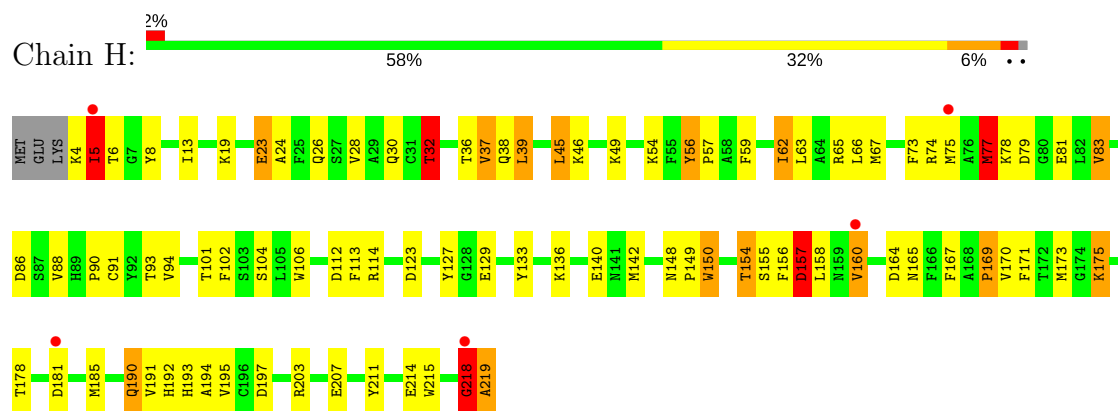 2%
Chain H:
58% 32% 6% • •
MET GLU LYS K4 I5 T6 G7 Y8 I13 K19 E23 A24 F25 Q26 S27 V28 A29 Q30 C31 T32 T36 V37 Q38 L39 L45 K46 K49 K54 F55 Y56 P57 A58 F59 I62 L63 A64 R65 L66 M67 F73 R74 M75 A76 M77 K78 D79 G80 E81 L82 V83
D86 S87 V88 H89 P90 C91 Y92 T93 V94 T101 F102 S103 S104 L105 W106 D112 F113 R114 D123 Y127 G128 E129 Y133 K136 E140 N141 M142 N148 P149 W150 T154 S155 F156 D157 L158 N159 V160 D164 N165 F166 F167 A168 P169 V170 F171 T172 M173 G174 K175
T178 D181 M185 Q190 V191 H192 H193 A194 V195 C196 D197 R203 E207 Y211 E214 W215 G218 A219